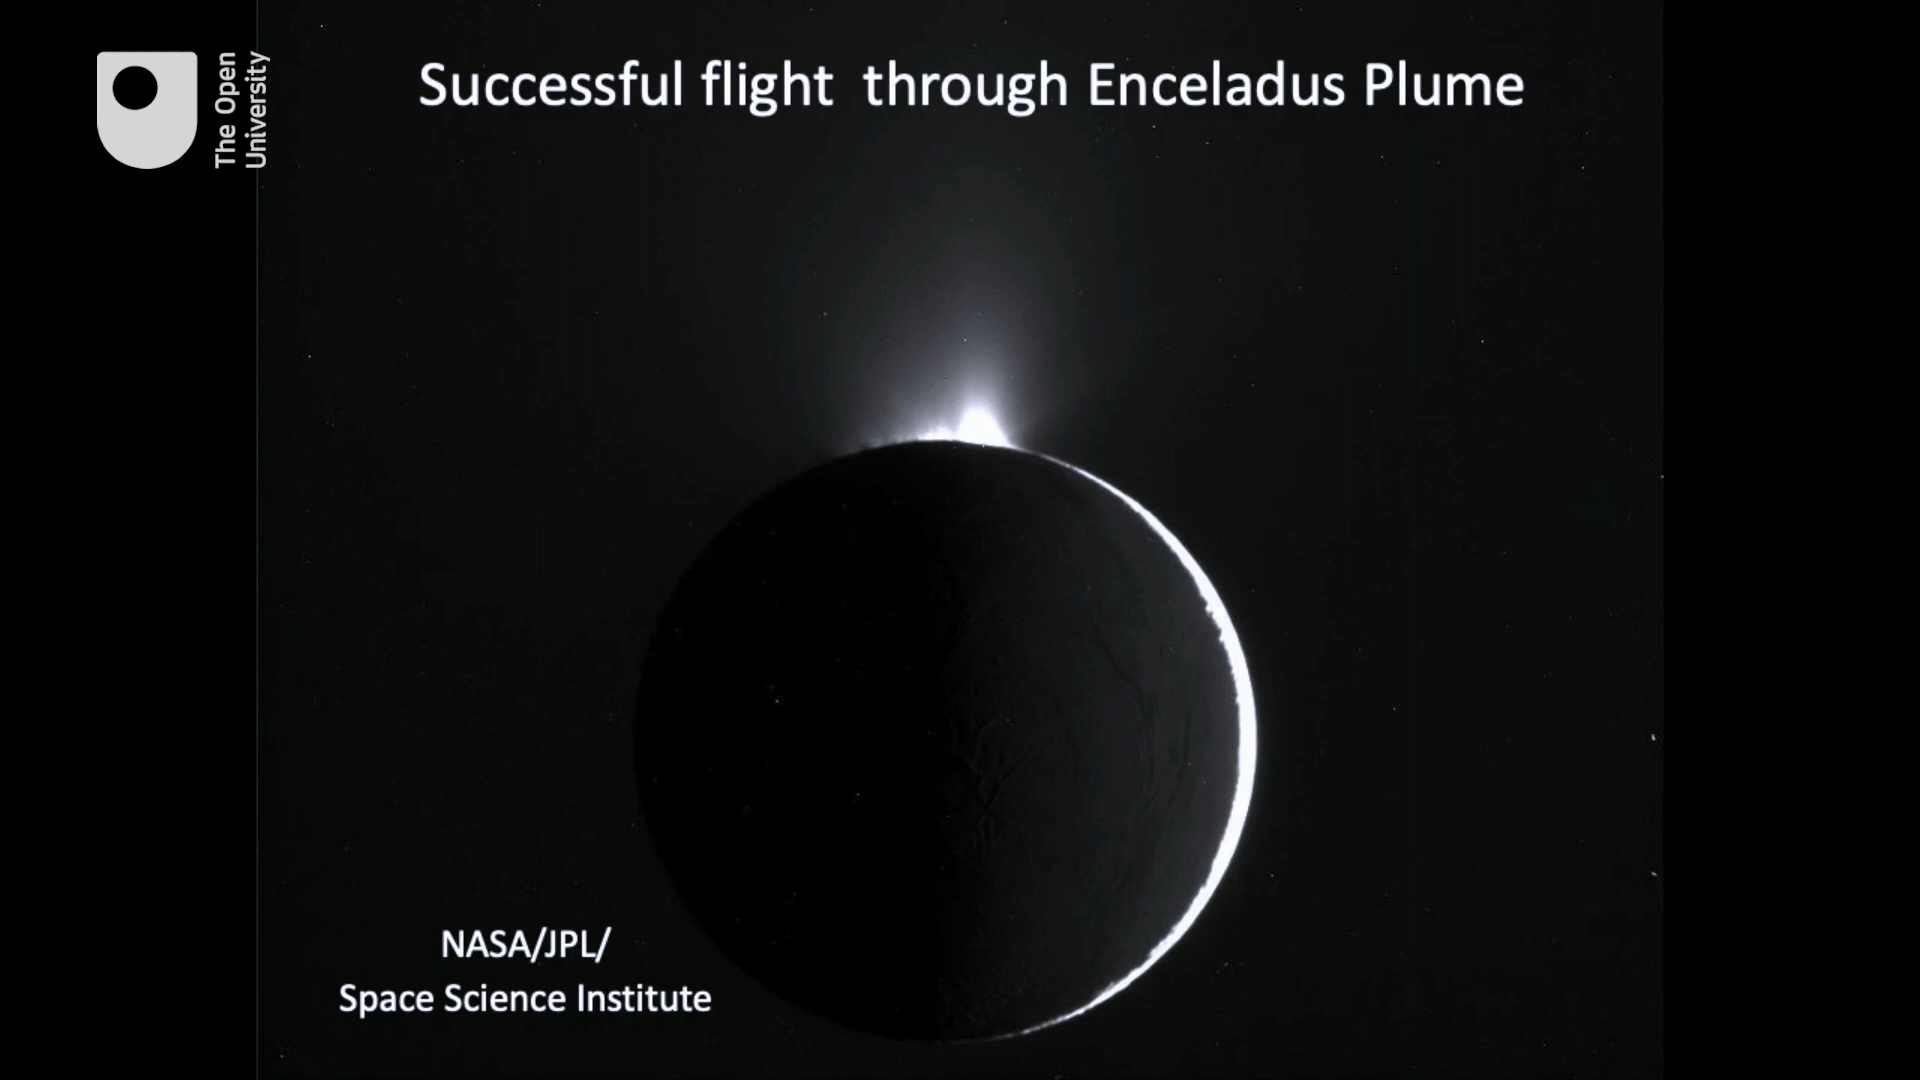 The Open
University
Successful flight  through Enceladus Plume
NASA/JPL/
Space Science Institute